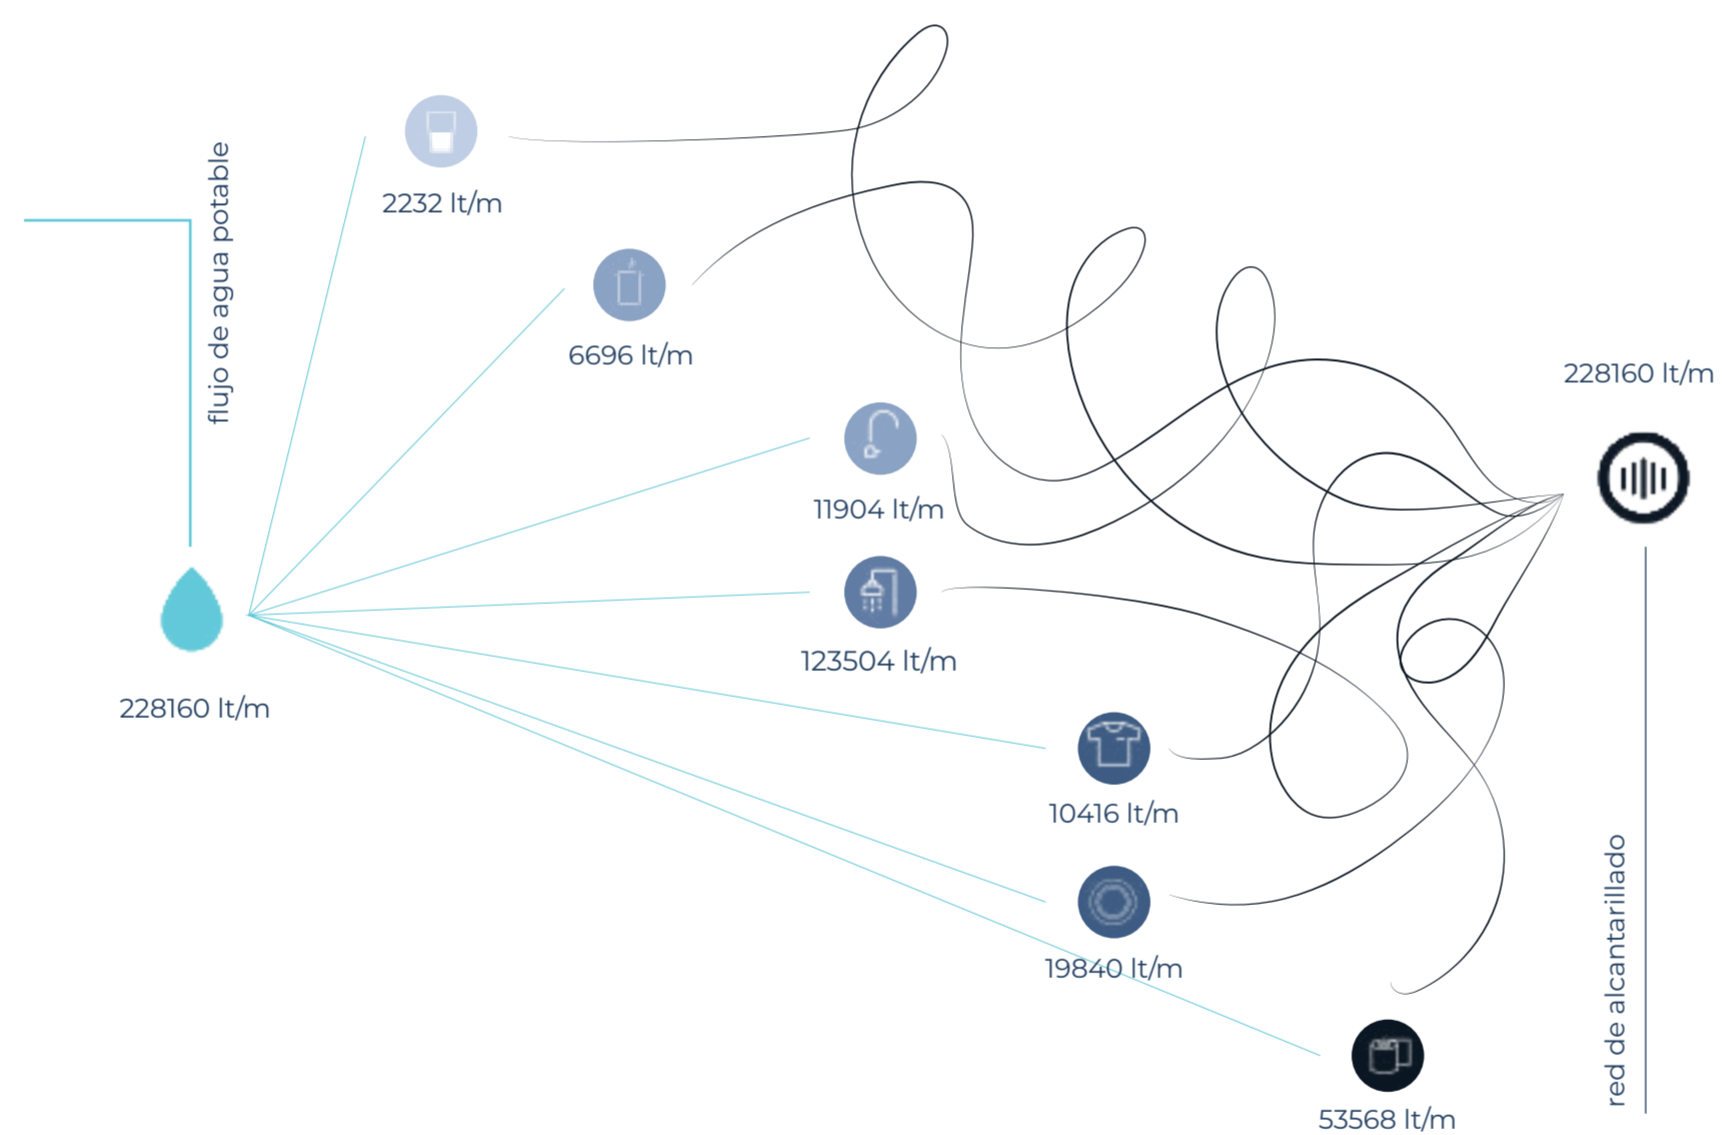 flujo de agua potable
228160 lt/m
2232 lt/m
6696 lt/m
11904 lt/m
123504 lt/m
10416 lt/m
19840 lt/m
53568 lt/m
228160 lt/m
red de alcantarillado